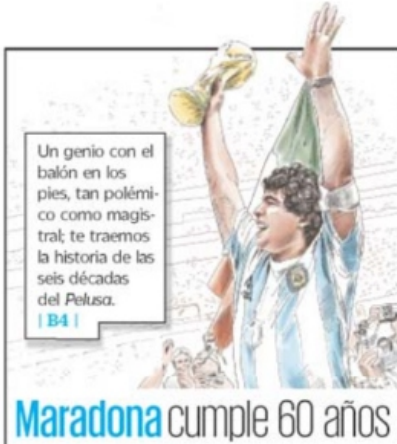 Un genio con el
balón en los
pies, tan polémi-
co como magis-
tral; te traemos
la historia de las
seis décadas
del Pelusa.
| B4 |
Maradona cumple 60 años